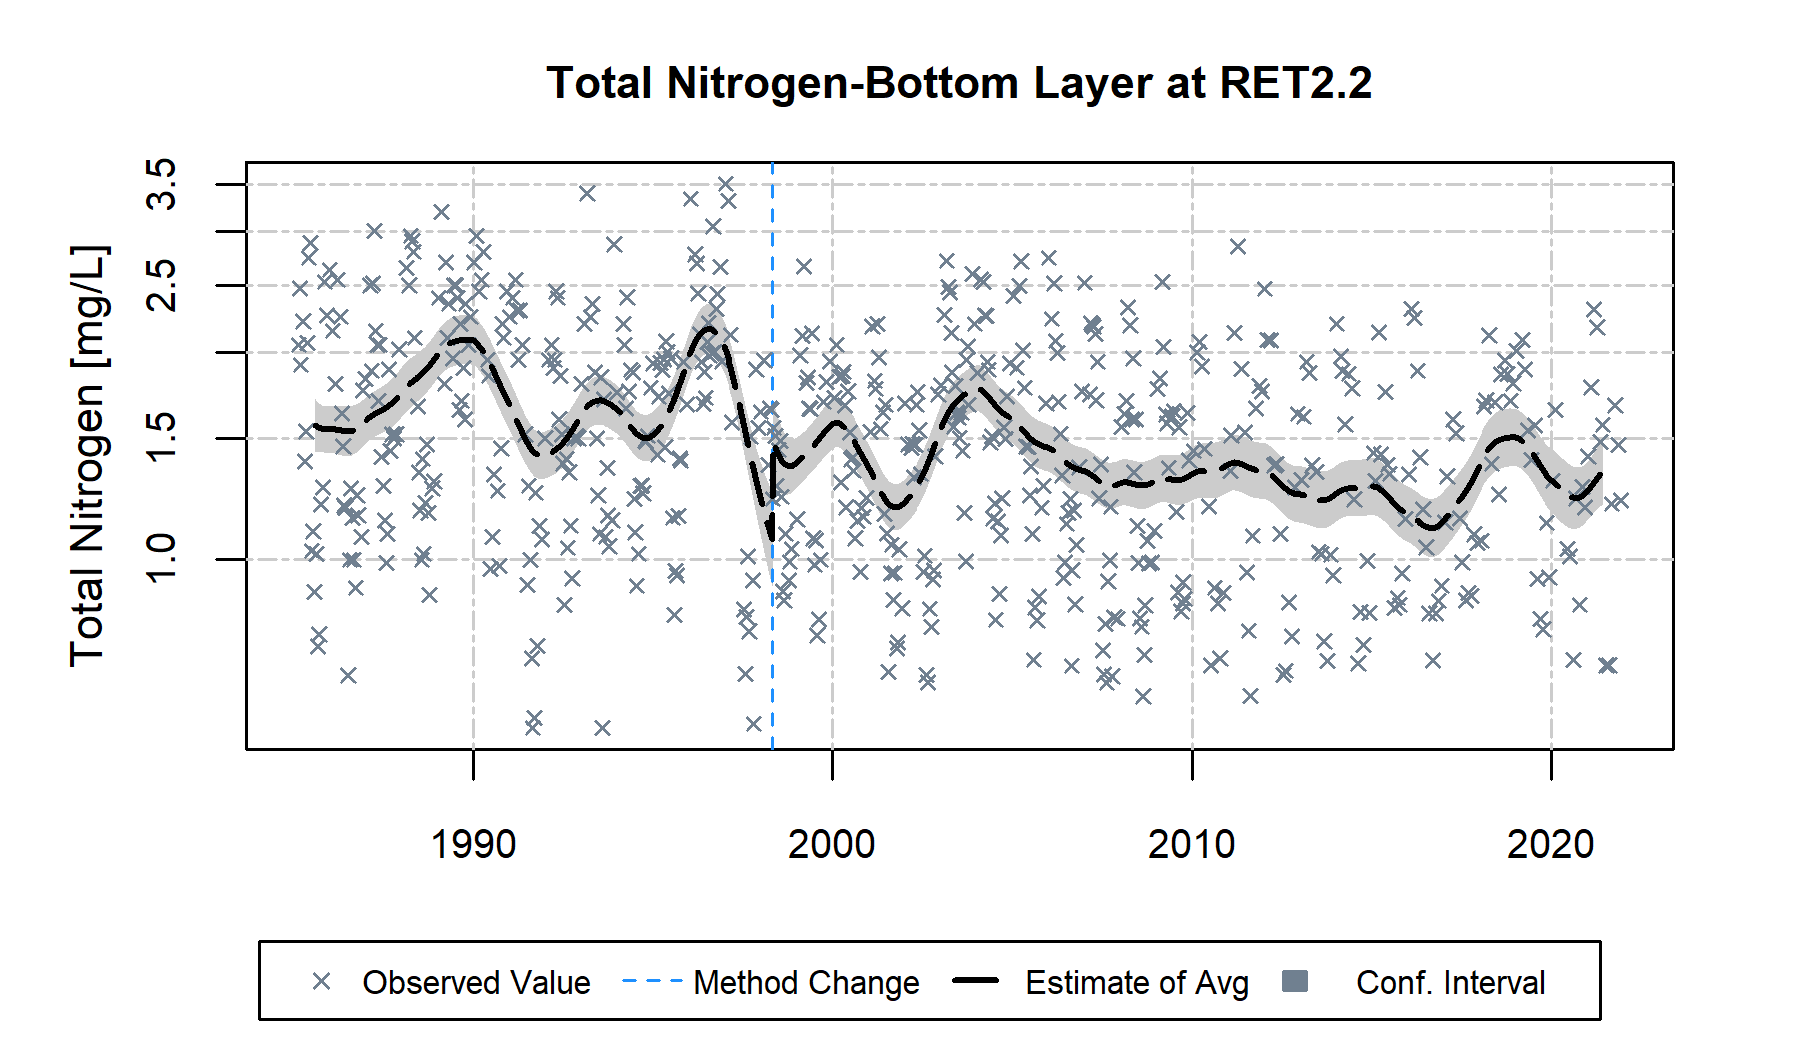 Total Nitrogen-Bottom Layer at RET2.2
Total Nitrogen [mg/L]
3.5
2.5
1.5
1.0
1990 2000 2010 2020
Observed Value Method Change Estimate of Avg Conf. Interval